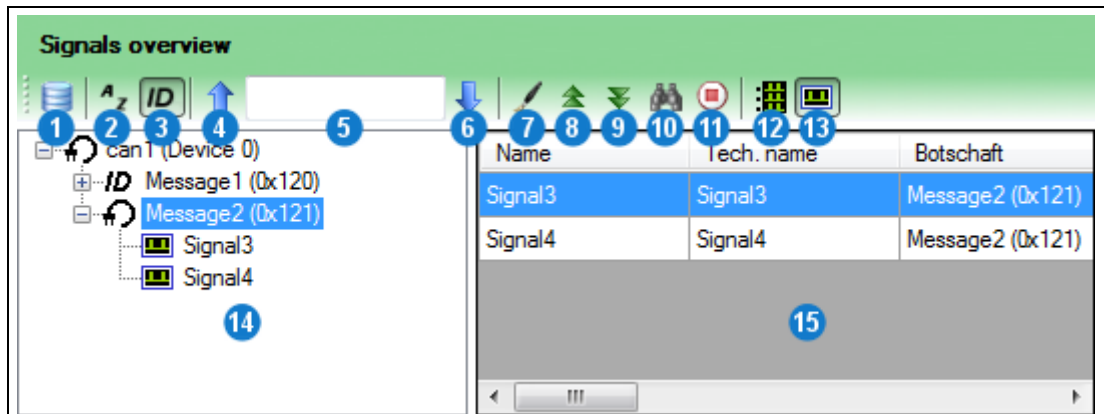 Signals overview
A Z ID
1 2 3 4 5 6 7 8 9 10 11 12 13
can1 (Device 0)
ID Message1 (0x120)
Message2 (0x121)
Signal3
Signal4
14
Name Tech. name Botschaft
Signal3 Signal3 Message2 (0x121)
Signal4 Signal4 Message2 (0x121)
15